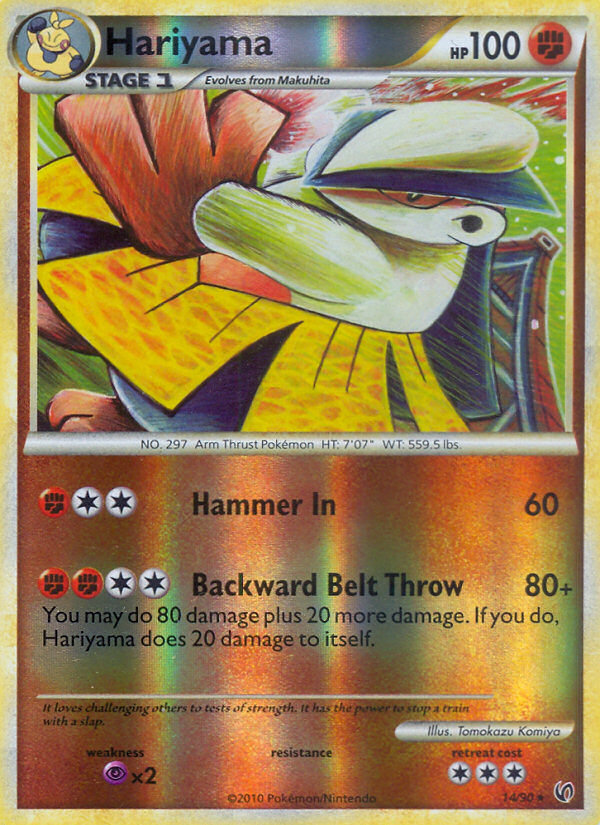 Hariyama
HP100
STAGE 1
Evolves from Makuhita
NO. 297 Arm Thrust Pokémon HT: 7'07" WT: 559.5 lbs.
Hammer In 60
Backward Belt Throw 80+
You may do 80 damage plus 20 more damage. If you do,
Hariyama does 20 damage to itself.
It loves challenging others to tests of strength. It has the power to stop a train
with a slap.
Illus. Tomokazu Komiya
weakness resistance retreat cost
x2
©2010 Pokémon/Nintendo 14/90★